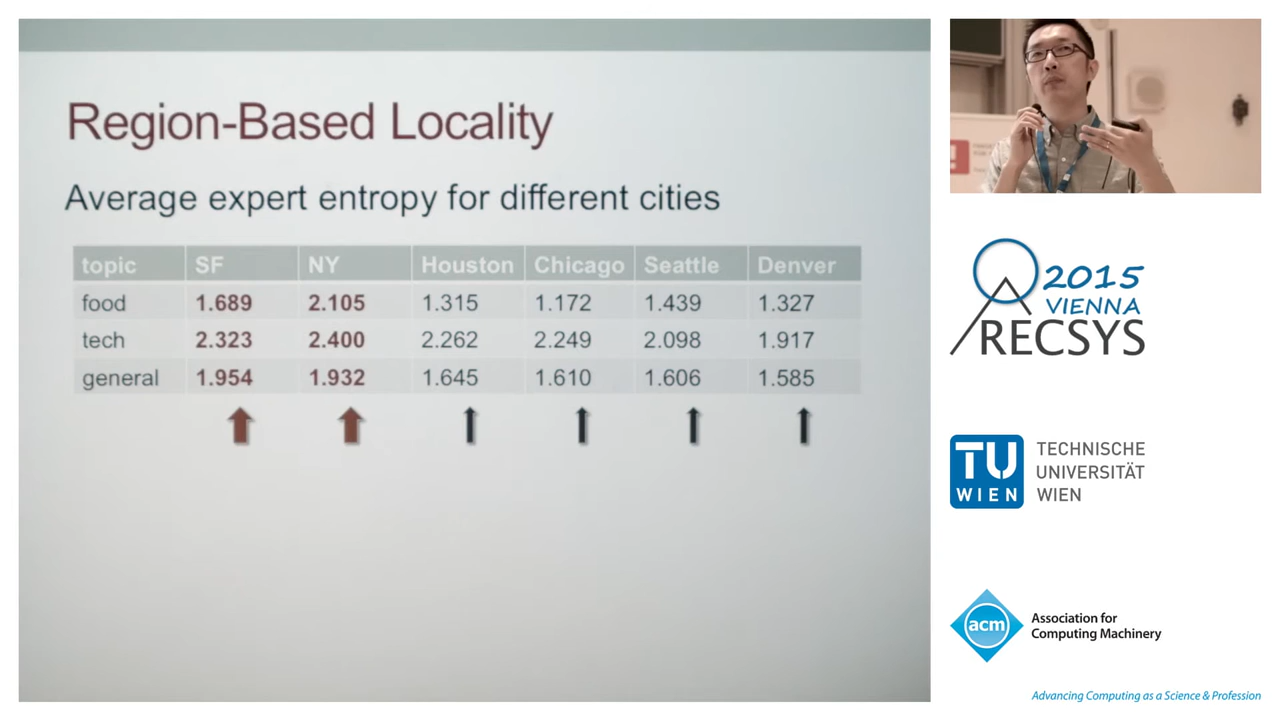 Region-Based Locality
Average expert entropy for different cities
topic SF NY Houston Chicago Seattle Denver
food 1.689 2.105 1.315 1.172 1.439 1.327
tech 2.323 2.400 2.262 2.249 2.098 1.917
general 1.954 1.932 1.645 1.610 1.606 1.585
2015
VIENNA
RECSYS
TU
WIEN
TECHNISCHE
UNIVERSITÄT
WIEN
acm
Association for
Computing Machinery
Advancing Computing as a Science & Profession